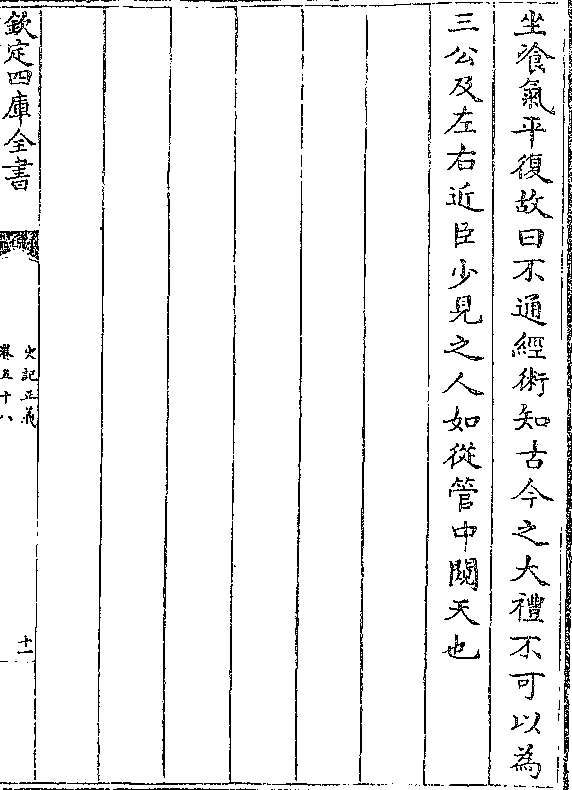 坐飡氣平復故曰不通經術知古今之大禮不可以為
三公及左右近臣少見之人如從管中闚天也
欽定四庫全書
史記正義
卷五十八
十一